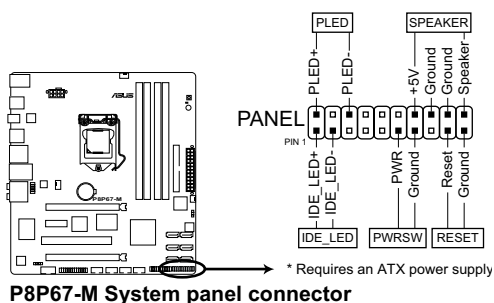 PLED
SPEAKER
PLED+
PLED-
+5V
Ground
Ground
Speaker
PANEL
PIN 1
IDE_LED+
IDE_LED-
PWR
Ground
Reset
Ground
IDE_LED
PWRSW
RESET
/ISUS
P8P67-M
* Requires an ATX power supply
P8P67-M System panel connector